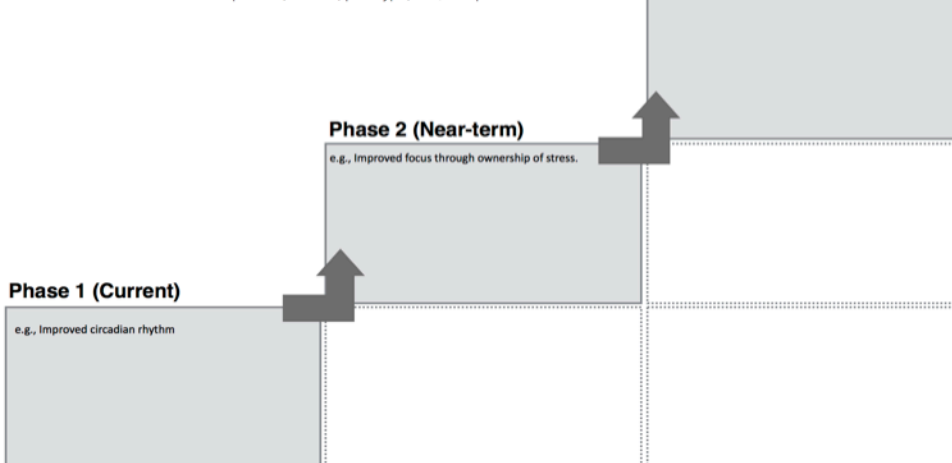 Phase 2 (Near-term)
e.g., Improved focus through ownership of stress.
Phase 1 (Current)
e.g., Improved circadian rhythm